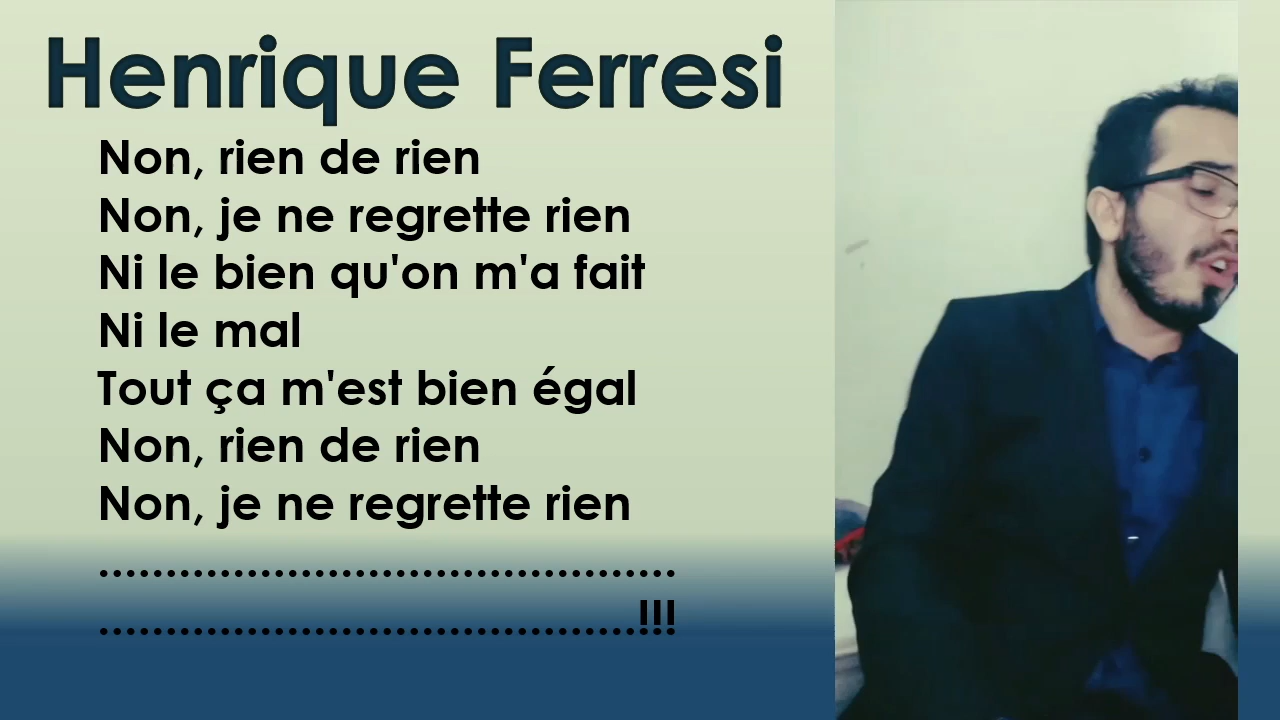 Henrique Ferresi
Non, rien de rien
Non, je ne regrette rien
Ni le bien qu'on m'a fait
Ni le mal
Tout ça m'est bien égal
Non, rien de rien
Non, je ne regrette rien
...........................................
........................................!!!